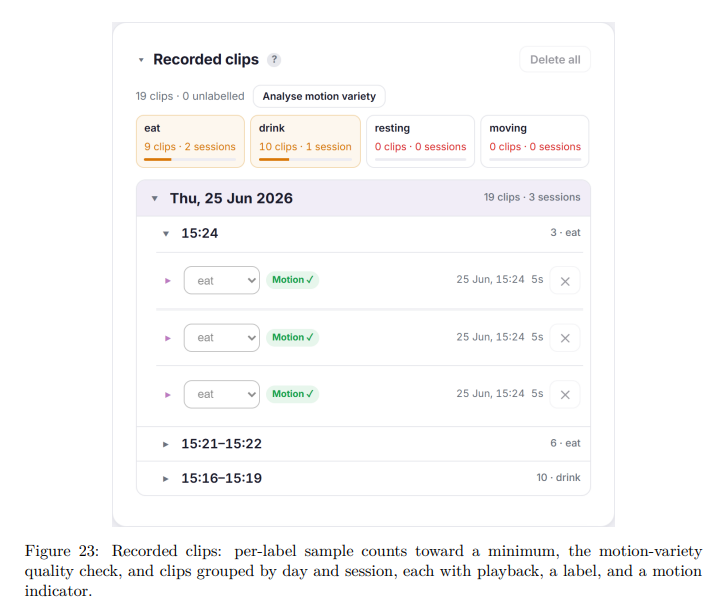 Recorded clips ?
Delete all
19 clips · 0 unlabelled
Analyse motion variety
eat
9 clips · 2 sessions
drink
10 clips · 1 session
resting
0 clips · 0 sessions
moving
0 clips · 0 sessions
Thu, 25 Jun 2026
19 clips · 3 sessions
15:24
3 · eat
eat Motion ✓ 25 Jun, 15:24 5s
eat Motion ✓ 25 Jun, 15:24 5s
eat Motion ✓ 25 Jun, 15:24 5s
15:21–15:22
6 · eat
15:16–15:19
10 · drink
Figure 23: Recorded clips: per-label sample counts toward a minimum, the motion-variety
quality check, and clips grouped by day and session, each with playback, a label, and a motion
indicator.